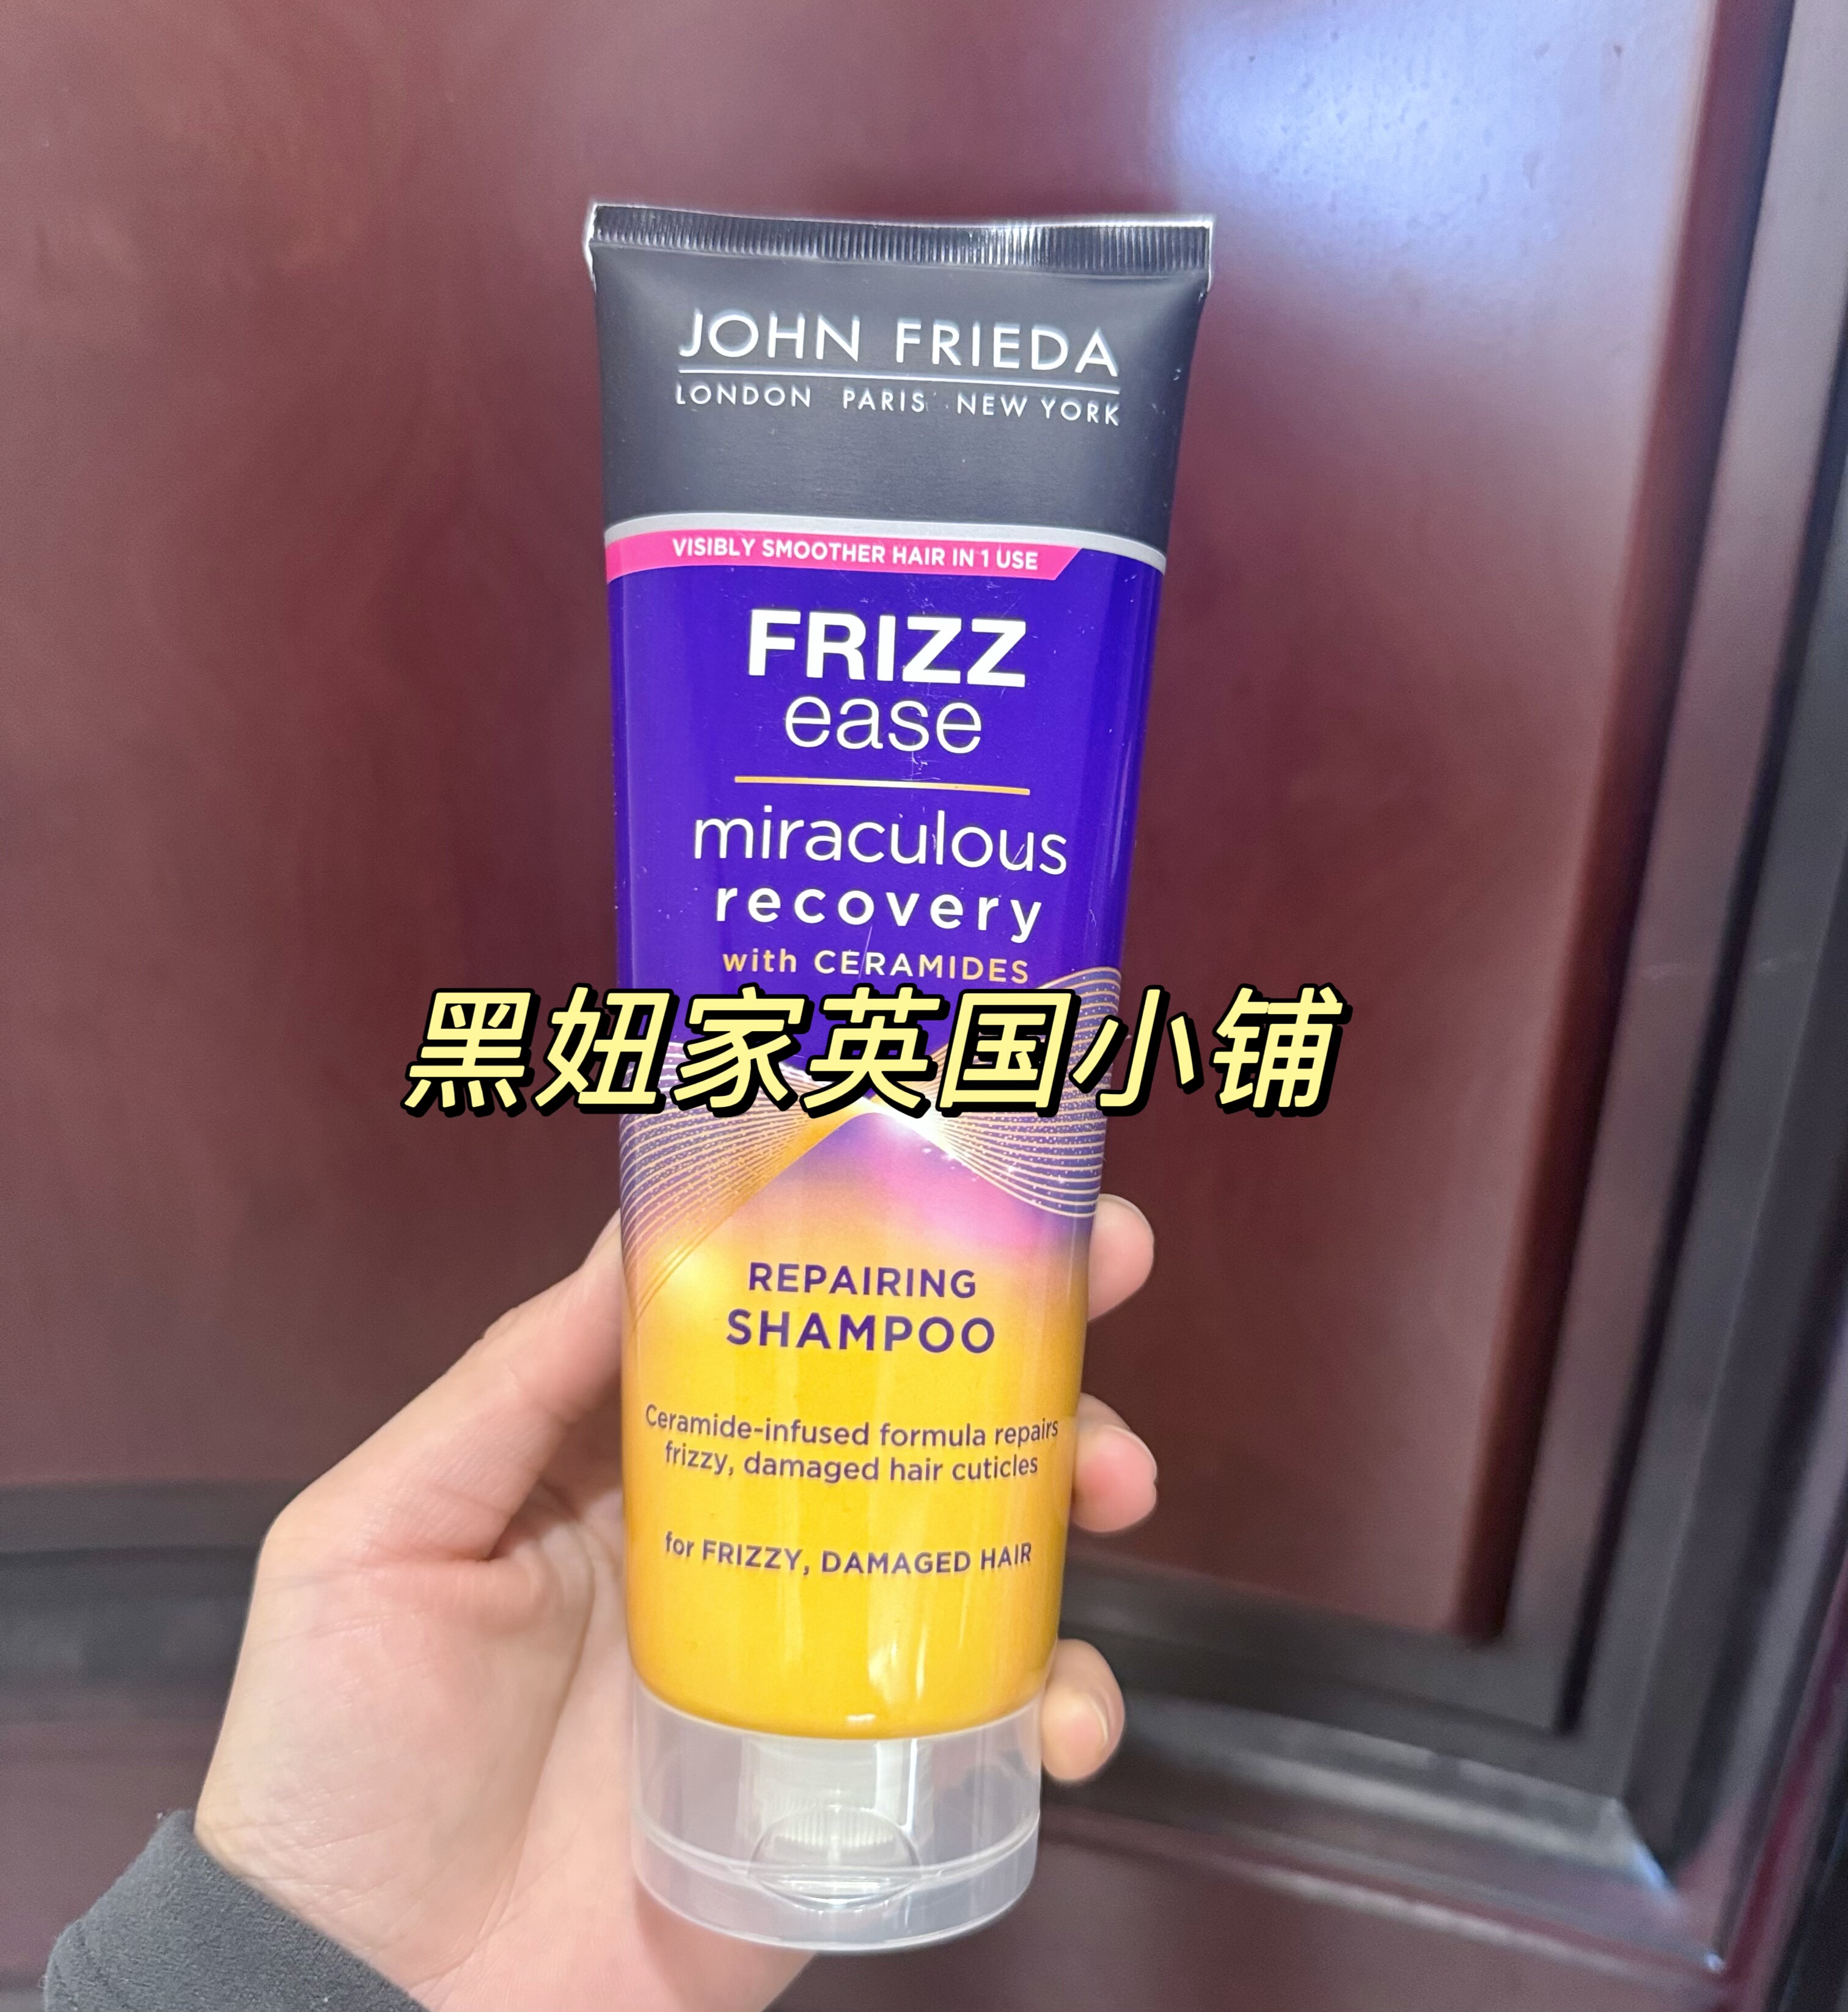 JOHN FRIEDA
LONDON PARIS NEW YORK
VISIBLY SMOOTHER HAIR IN 1 USE
FRIZZ
ease
miraculous
recovery
with CERAMIDES
黑妞家英国小铺
REPAIRING
SHAMPOO
Ceramide-infused formula repairs
frizzy, damaged hair cuticles
for FRIZZY, DAMAGED HAIR